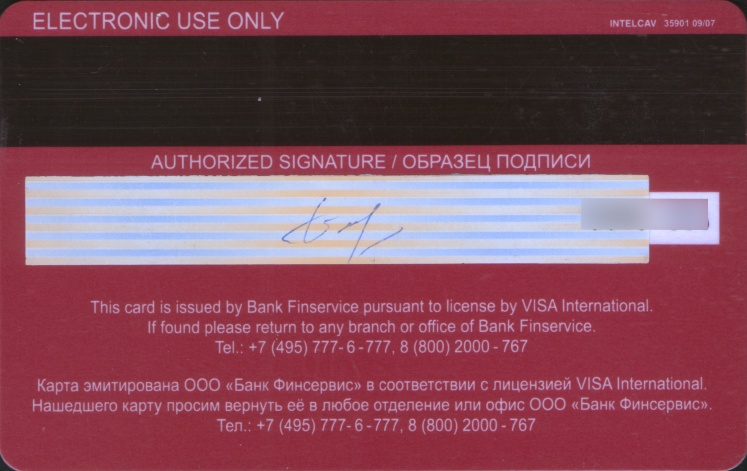 ELECTRONIC USE ONLY
INTELCAV 35901 09/07
AUTHORIZED SIGNATURE / ОБРАЗЕЦ ПОДПИСИ
This card is issued by Bank Finservice pursuant to license by VISA International.
If found please return to any branch or office of Bank Finservice.
Tel.: +7 (495) 777-6-777, 8 (800) 2000-767
Карта эмитирована ООО «Банк Финсервис» в соответствии с лицензией VISA International.
Нашедшего карту просим вернуть её в любое отделение или офис ООО «Банк Финсервис».
Тел.: +7 (495) 777-6-777, 8 (800) 2000-767